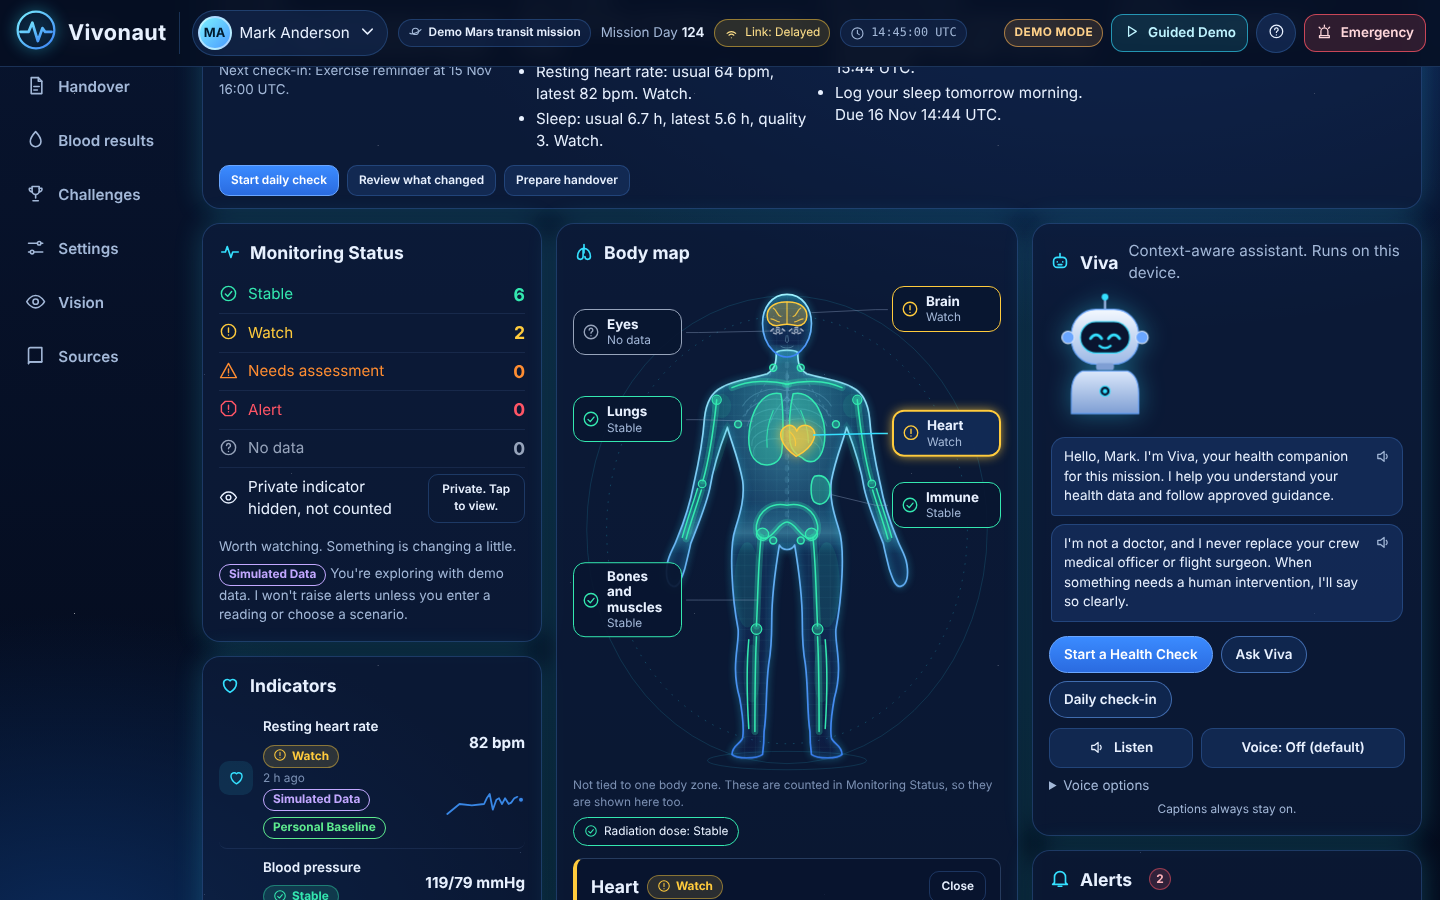 Vivonaut
MA
Mark Anderson
Demo Mars transit mission
Mission Day 124
Link: Delayed
14:45:00 UTC
DEMO MODE
Guided Demo
Emergency
Handover
Blood results
Challenges
Settings
Vision
Sources
Next check-in: Exercise reminder at 15 Nov
16:00 UTC.
• Resting heart rate: usual 64 bpm,
latest 82 bpm. Watch.
• Sleep: usual 6.7 h, latest 5.6 h, quality
3. Watch.
15:44 UTC.
• Log your sleep tomorrow morning.
Due 16 Nov 14:44 UTC.
Start daily check
Review what changed
Prepare handover
Monitoring Status
Stable 6
Watch 2
Needs assessment 0
Alert 0
No data 0
Private indicator
hidden, not counted
Private. Tap
to view.
Worth watching. Something is changing a little.
Simulated Data You're exploring with demo
data. I won't raise alerts unless you enter a
reading or choose a scenario.
Indicators
Resting heart rate
Watch
2 h ago
Simulated Data
Personal Baseline
82 bpm
Blood pressure
Stable
119/79 mmHg
Body map
Eyes
No data
Brain
Watch
Lungs
Stable
Heart
Watch
Immune
Stable
Bones
and
muscles
Stable
Not tied to one body zone. These are counted in Monitoring Status, so they
are shown here too.
Radiation dose: Stable
Heart
Watch
Close
Viva
Context-aware assistant. Runs on this
device.
Hello, Mark. I'm Viva, your health companion
for this mission. I help you understand your
health data and follow approved guidance.
I'm not a doctor, and I never replace your crew
medical officer or flight surgeon. When
something needs a human intervention, I'll say
so clearly.
Start a Health Check
Ask Viva
Daily check-in
Listen
Voice: Off (default)
Voice options
Captions always stay on.
Alerts 2